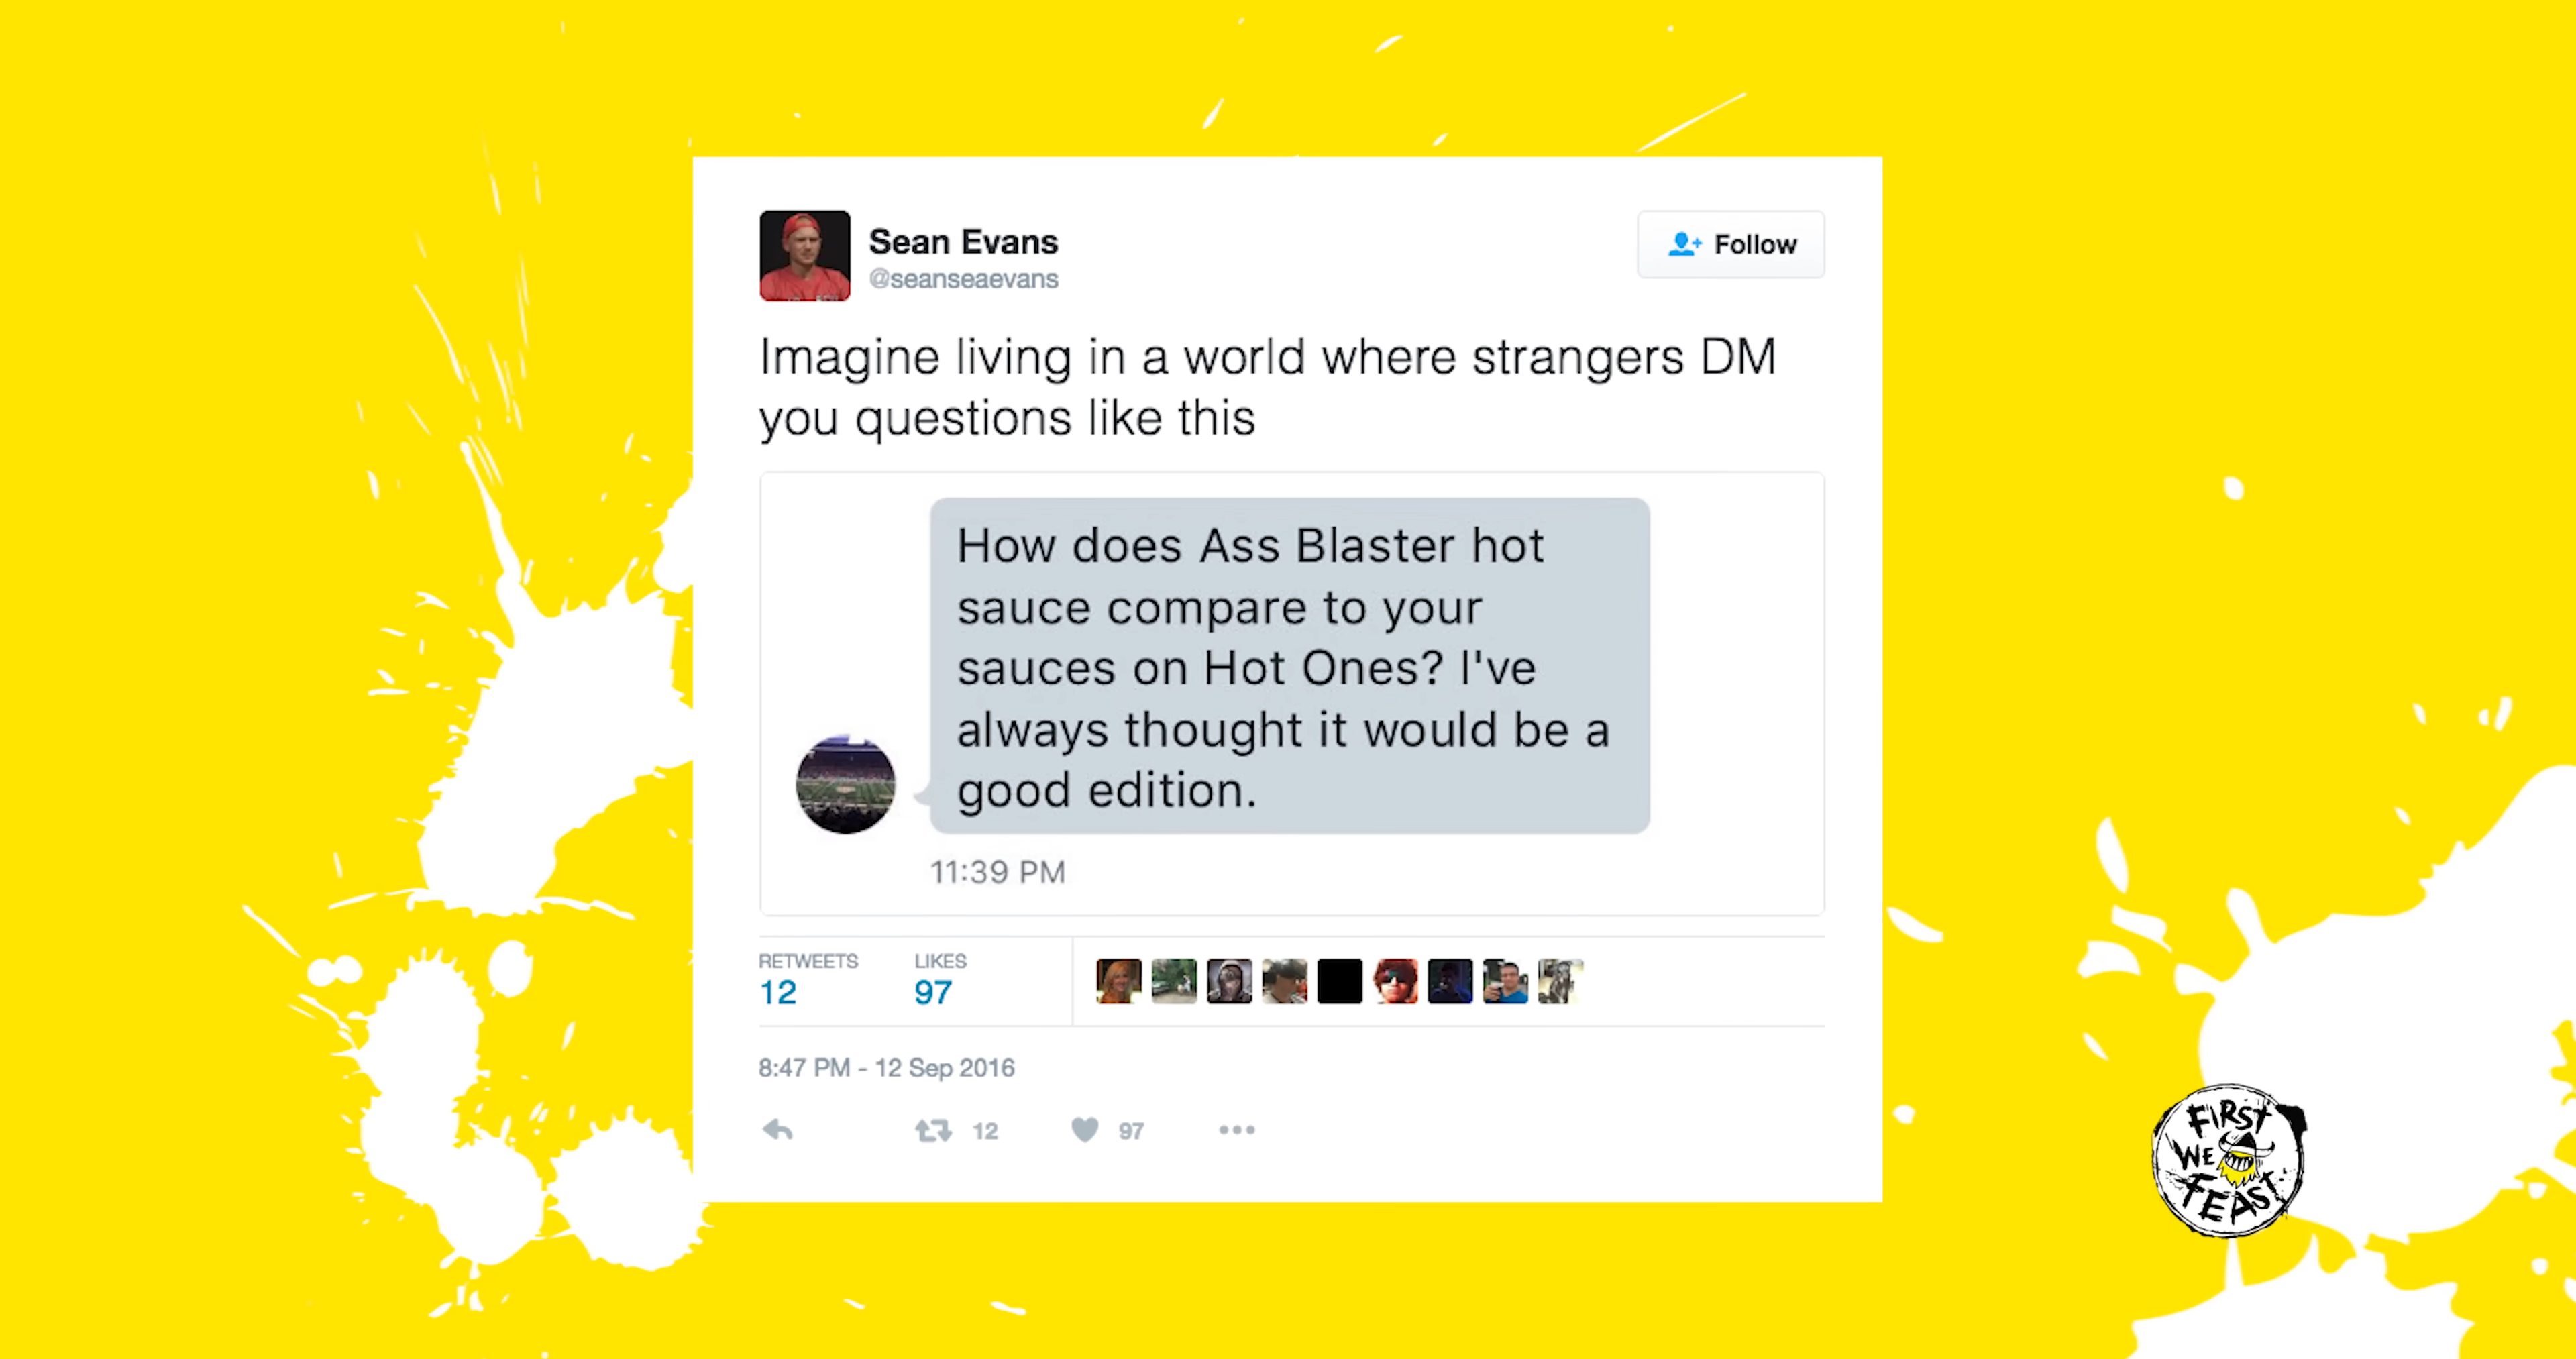 Sean Evans
@seanseaevans
Follow
Imagine living in a world where strangers DM
you questions like this
How does Ass Blaster hot
sauce compare to your
sauces on Hot Ones? I've
always thought it would be a
good edition.
11:39 PM
RETWEETS LIKES
12 97
8:47 PM - 12 Sep 2016
12 97
FIRST
WE
FEAST